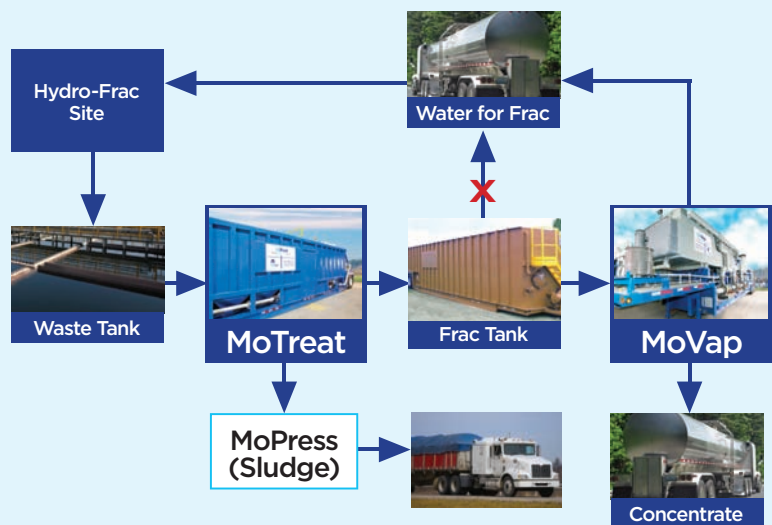 Hydro-Frac
Site
Water for Frac
X
Waste Tank
MoTreat
Frac Tank
MoVap
MoPress
(Sludge)
Concentrate